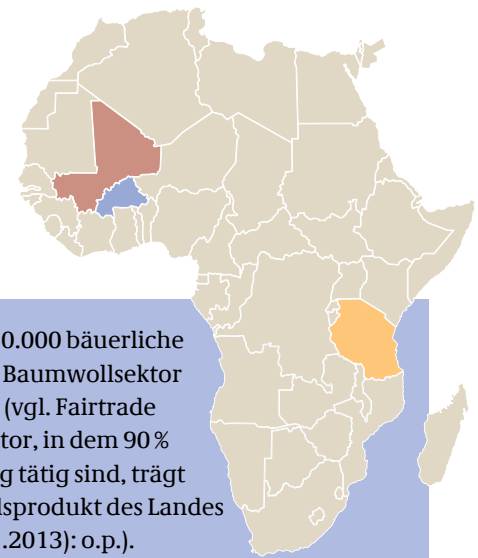 0.000 bäuerliche
Baumwollsektor
(vgl. Fairtrade
tor, in dem 90 %
g tätig sind, trägt
lsprodukt des Landes
.2013): o.p.).